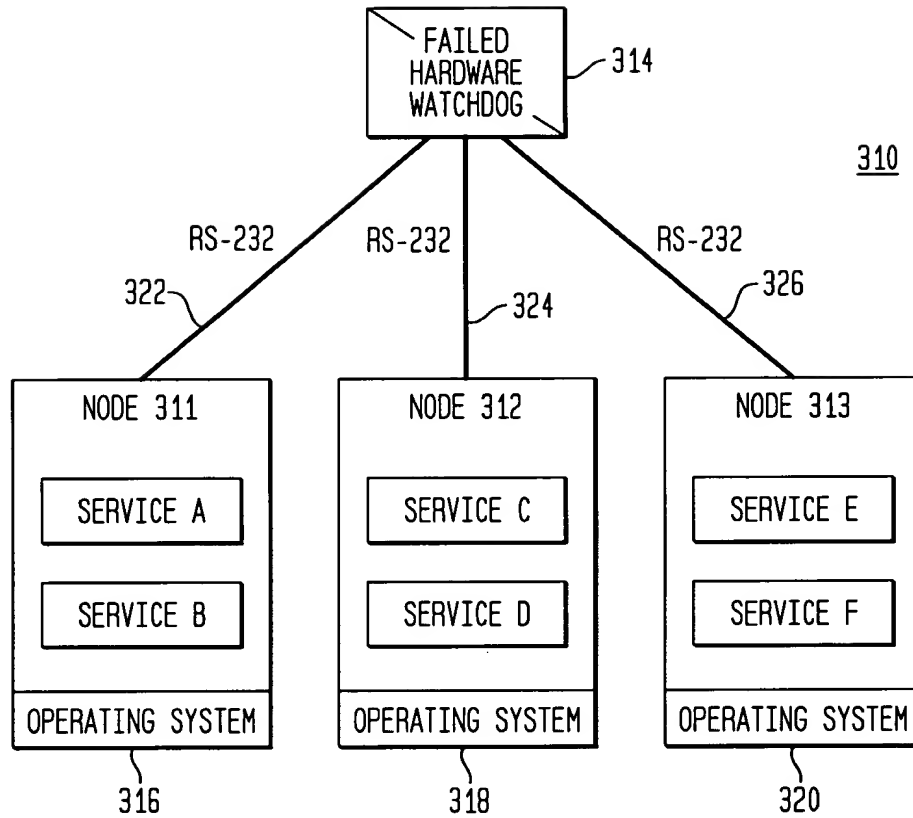 FAILED
HARDWARE
WATCHDOG
314
310
RS-232
RS-232
RS-232
322
324
326
NODE 311
NODE 312
NODE 313
SERVICE A
SERVICE C
SERVICE E
SERVICE B
SERVICE D
SERVICE F
OPERATING SYSTEM
OPERATING SYSTEM
OPERATING SYSTEM
316
318
320